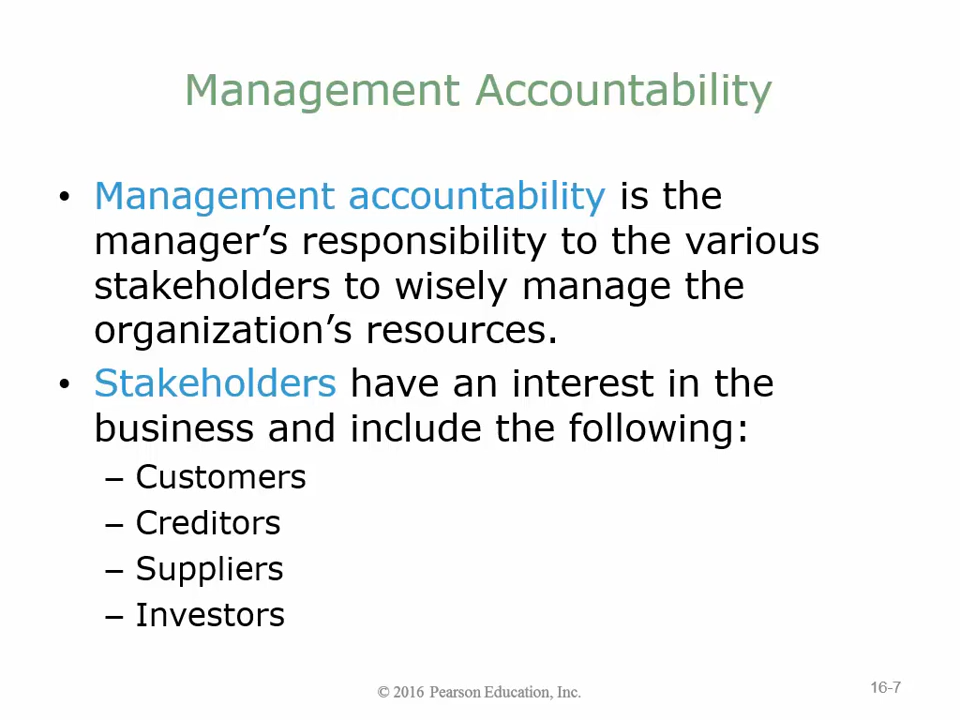 Management Accountability
• Management accountability is the
manager’s responsibility to the various
stakeholders to wisely manage the
organization’s resources.
• Stakeholders have an interest in the
business and include the following:
– Customers
– Creditors
– Suppliers
– Investors
© 2016 Pearson Education, Inc.
16-7